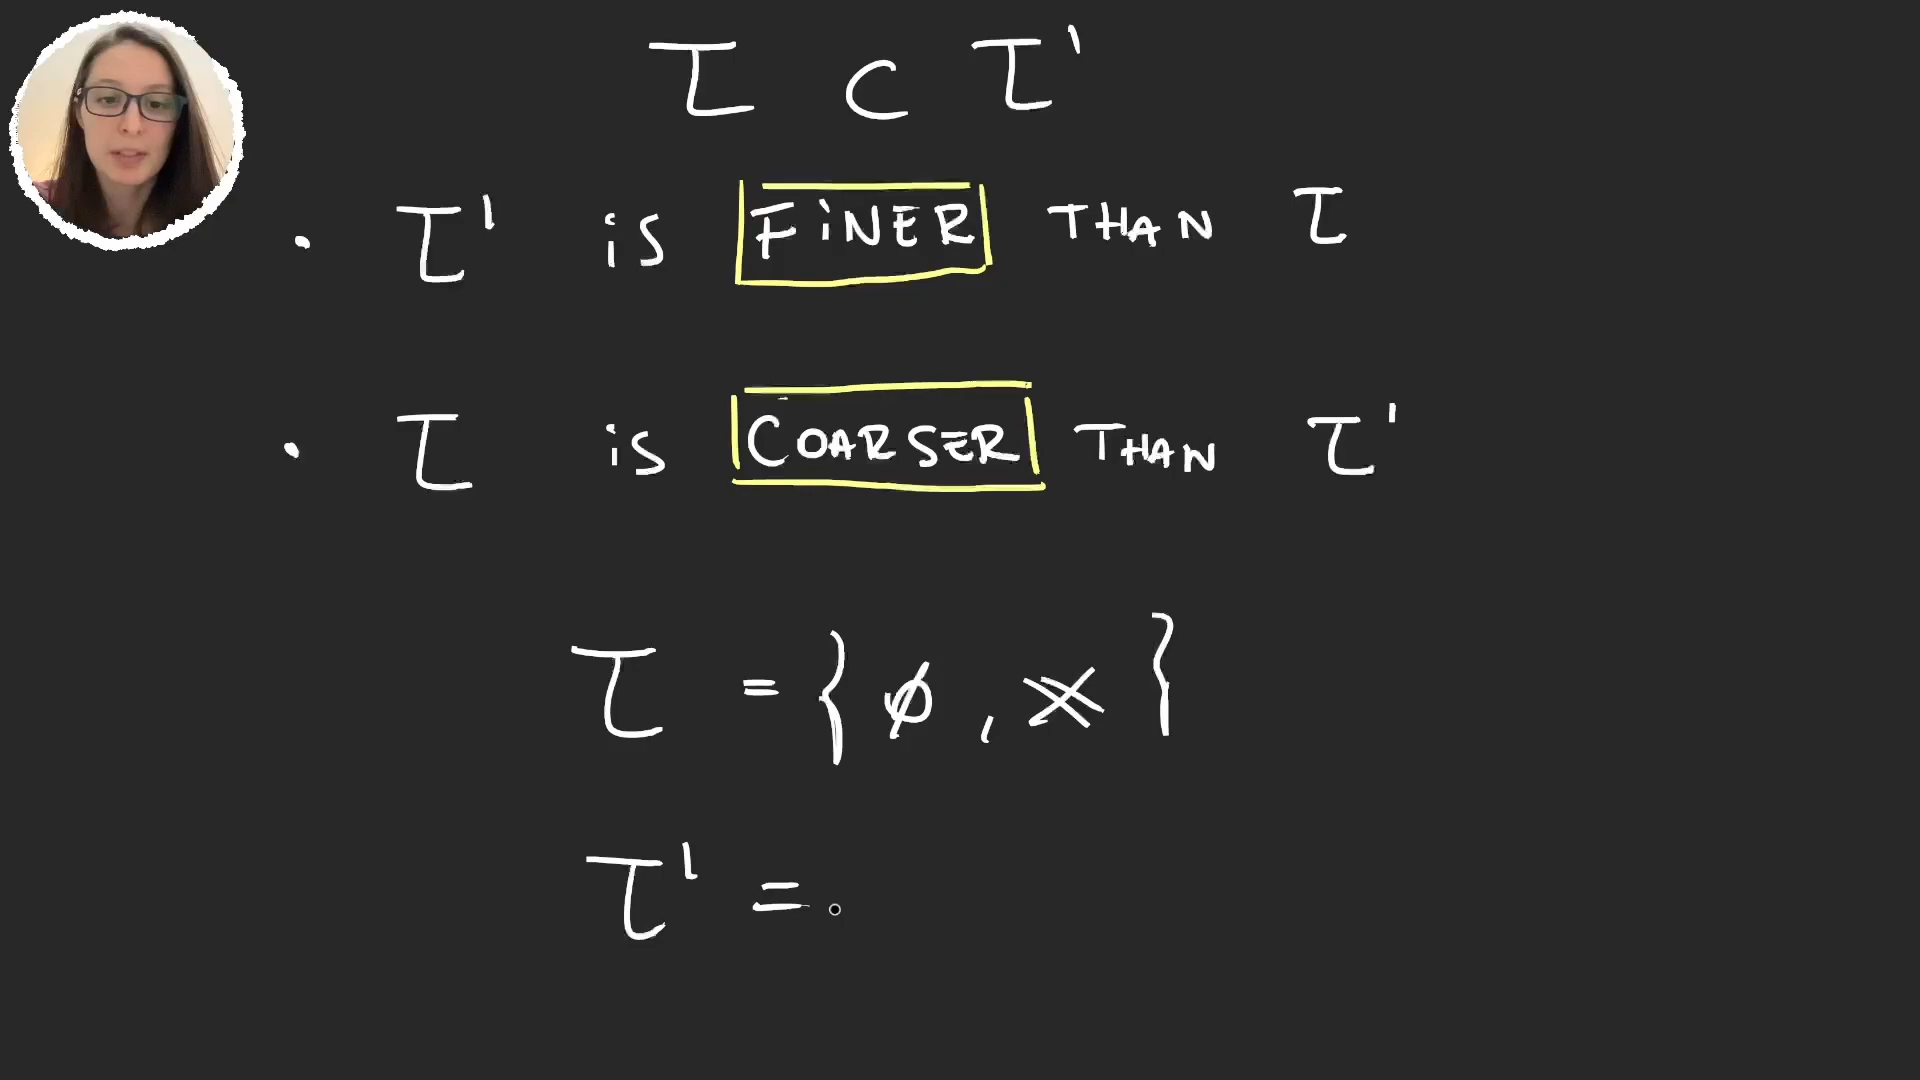 τ ⊂ τ'
• τ' is FiNER THAN τ
• τ is COARSER THAN τ'
τ = { ∅ , X }
τ' =